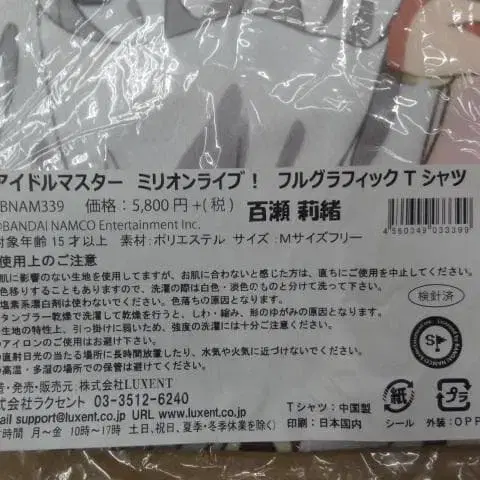 アイドルマスター ミリオンライブ! フルグラフィックTシャツ
BNAM339 価格:5,800円+(税) 百瀬 莉緒
©BANDAI NAMCO Entertainment Inc.
対象年齢15才以上 素材:ポリエステル サイズ:Mサイズフリー
4560349033399
使用上のご注意
肌に影響のない生地を使用してますが、お肌に合わないと感じた方は、直ちにご使用を中止してください。
色移りすることもありますので、洗濯の際は白色・淡色のものと分けて洗って下さい。
塩素系漂白剤は使わないでください。色落ちの原因となります。
タンブラー乾燥で洗濯して乾燥を行うと、しわ・縮み、形のゆがみの原因となります。
生地の特性上、引っ掛けに弱いため、強度の洗濯には十分ご注意ください。
アイロンのご使用はお避け下さい。
直射日光の当たる場所に長時間放置したり、水気や火気に近づけないでください。
高温・多湿の場所での保管は避けてください。
検針済
・発売・販売元:株式会社LUXENT
式会社ラクセント 03-3512-6240
mail support@luxent.co.jp URL www.luxent.co.jp
時間 月~金 10時~17時 土日、祝日、夏季・冬季休業を除く)
Tシャツ:中国製
印刷:日本国内
紙
シール
プラ
外装:OPP